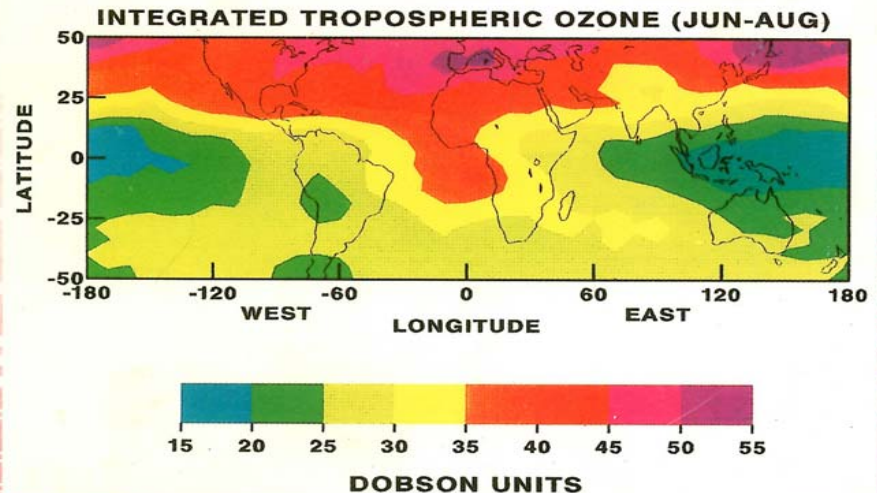 INTEGRATED TROPOSPHERIC OZONE (JUN-AUG)
50
25
0
-25
-50
LATITUDE
-180 -120 -60 0 60 120 180
WEST EAST
LONGITUDE
15 20 25 30 35 40 45 50 55
DOBSON UNITS